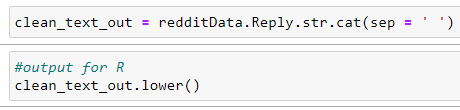 clean_text_out = redditData.Reply.str.cat(sep = ' ')
#output for R
clean_text_out.lower()